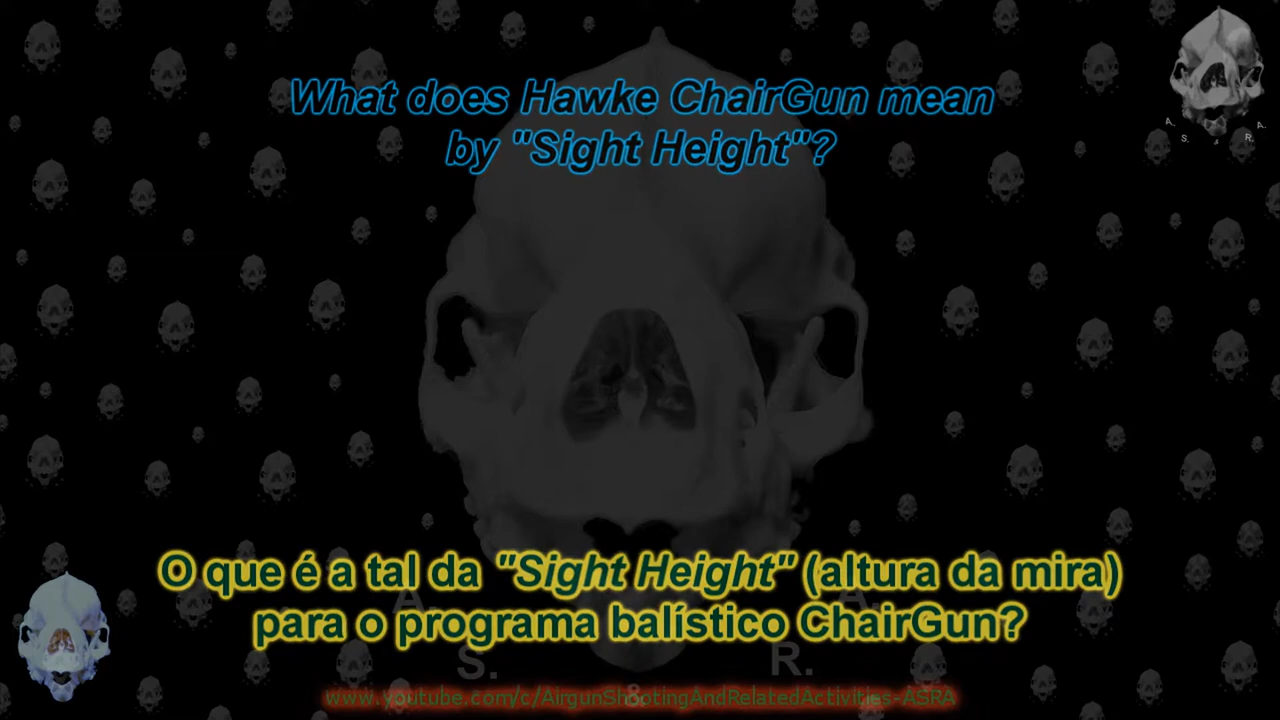 What does Hawke ChairGun mean
by "Sight Height"?
A. A.
S. & R.
O que é a tal da "Sight Height" (altura da mira)
para o programa balístico ChairGun?
A. A.
S. & R.
www.youtube.com/c/AirgunShootingAndRelatedActivities-ASRA